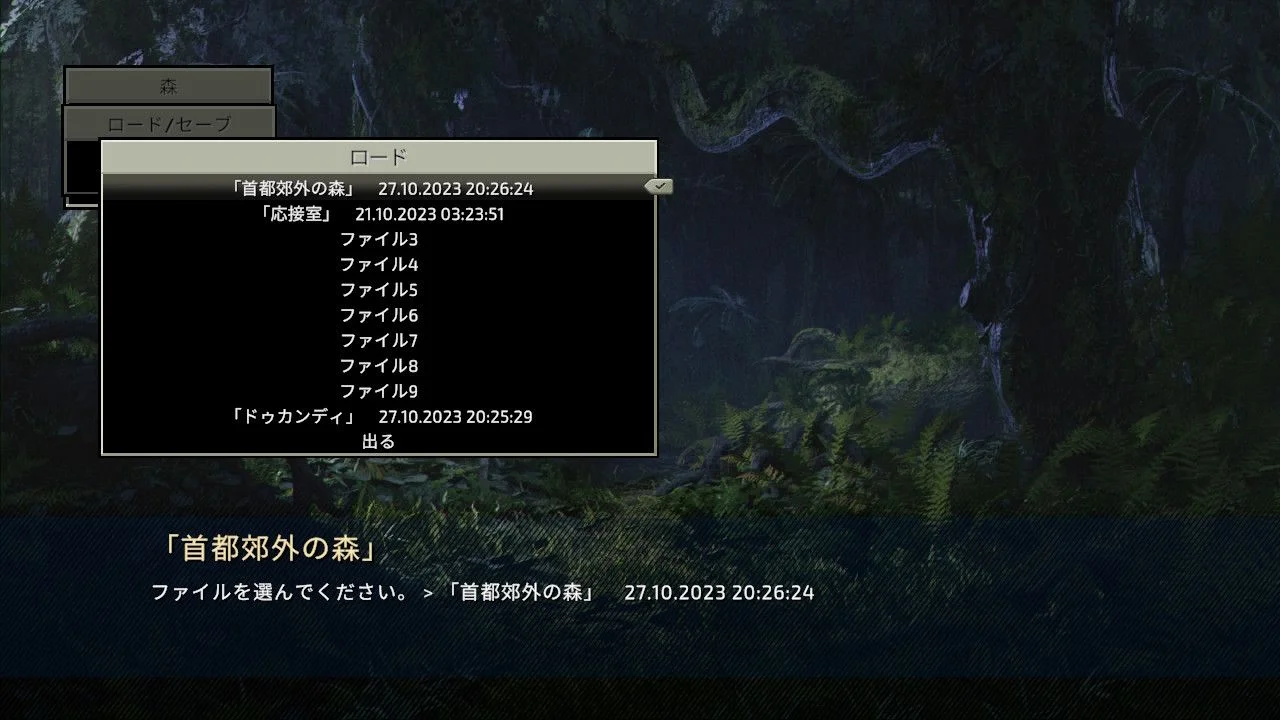 森
ロード/セーブ
ロード
「首都郊外の森」 27.10.2023 20:26:24
「応接室」 21.10.2023 03:23:51
ファイル3
ファイル4
ファイル5
ファイル6
ファイル7
ファイル8
ファイル9
「ドゥカンディ」 27.10.2023 20:25:29
出る
「首都郊外の森」
ファイルを選んでください。 > 「首都郊外の森」 27.10.2023 20:26:24